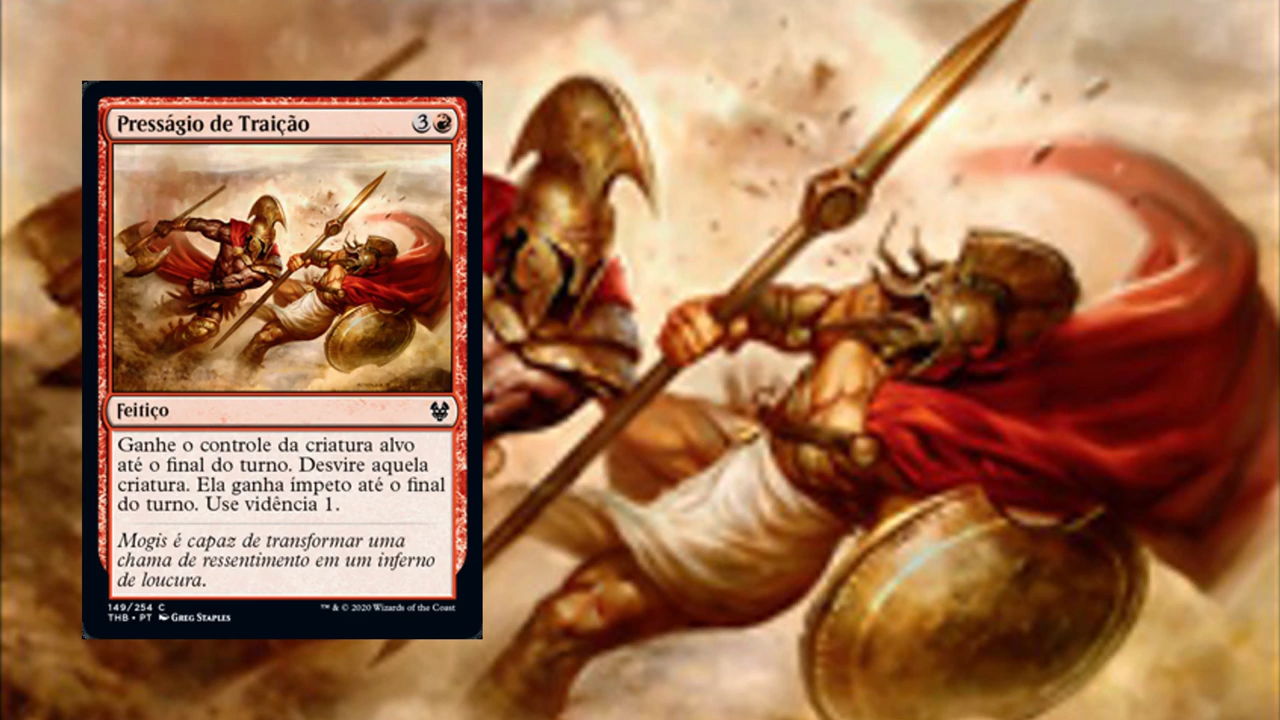 Presságio de Traição 3
Feitiço
Ganhe o controle da criatura alvo
até o final do turno. Desvire aquela
criatura. Ela ganha ímpeto até o final
do turno. Use vidência 1.
Mogis é capaz de transformar uma
chama de ressentimento em um inferno
de loucura.
149/254 C ™ & © 2020 Wizards of the Coast
THB • PT Greg Staples